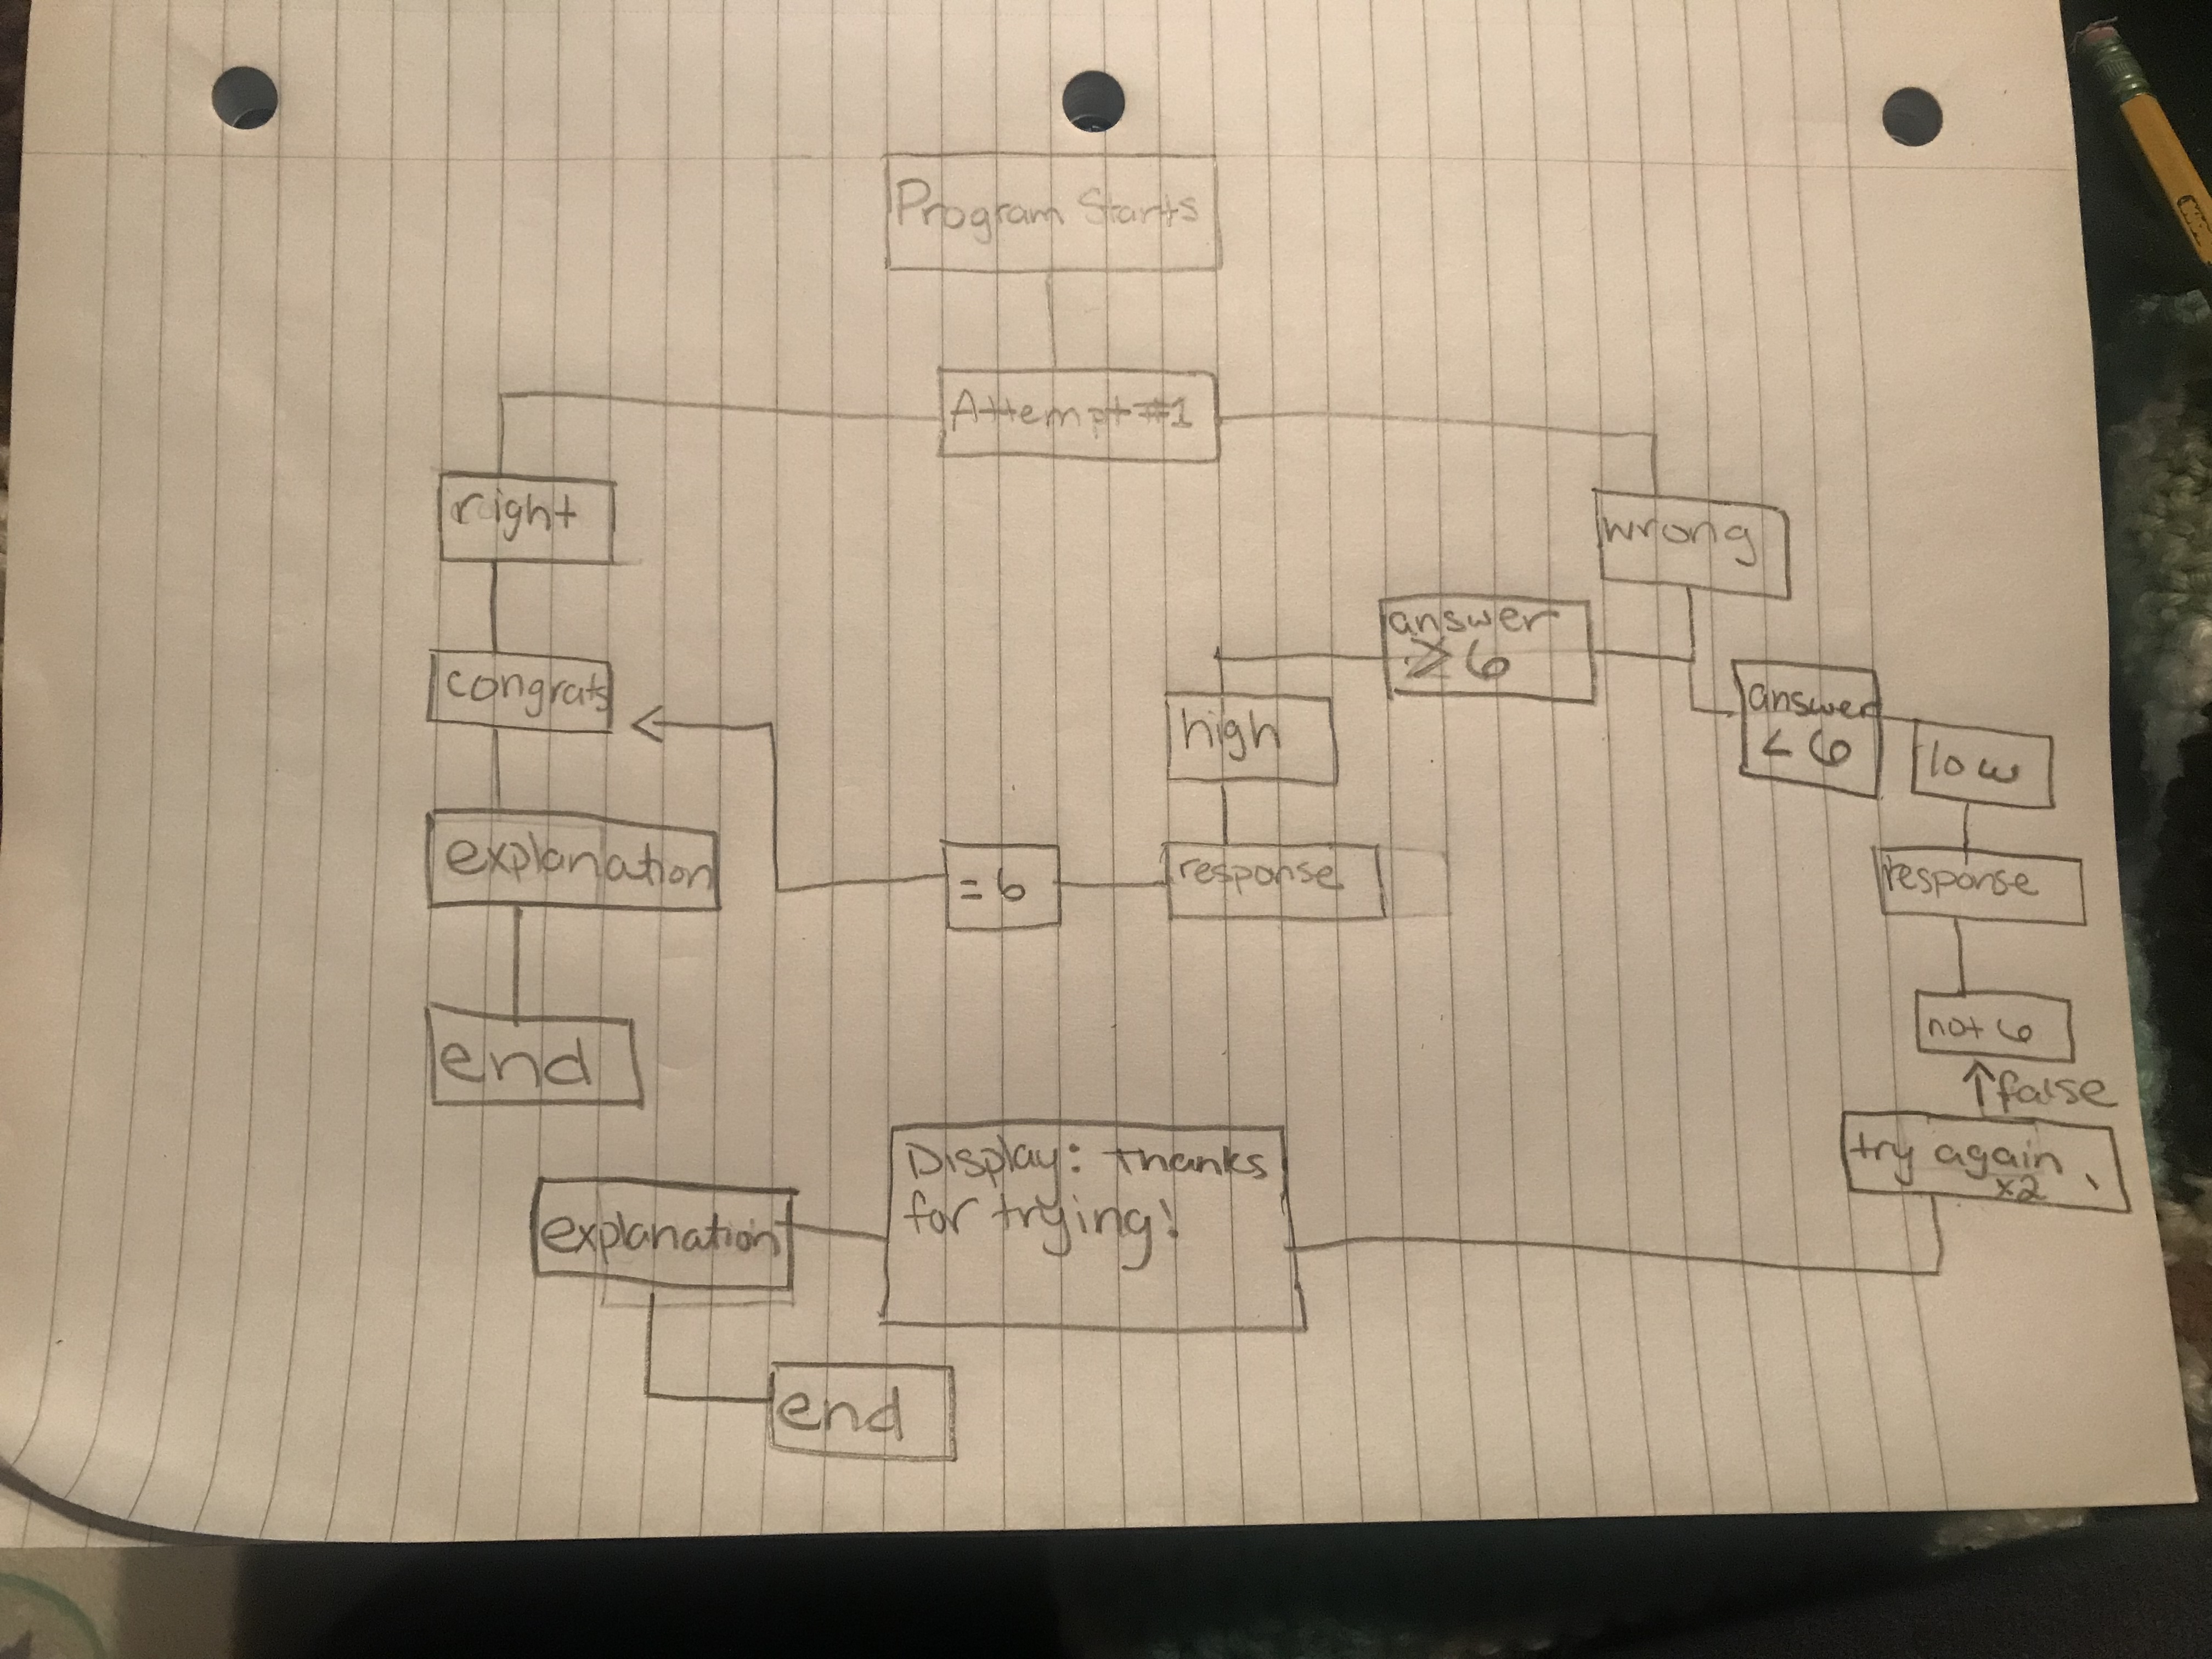 Program Starts
Attempt #1
right
wrong
answer
≥ 6
congrats
high
answer
< 6
low
explanation
= 6
response
response
end
not 6
↑ false
try again
x2
Display: Thanks
for trying!
explanation
end